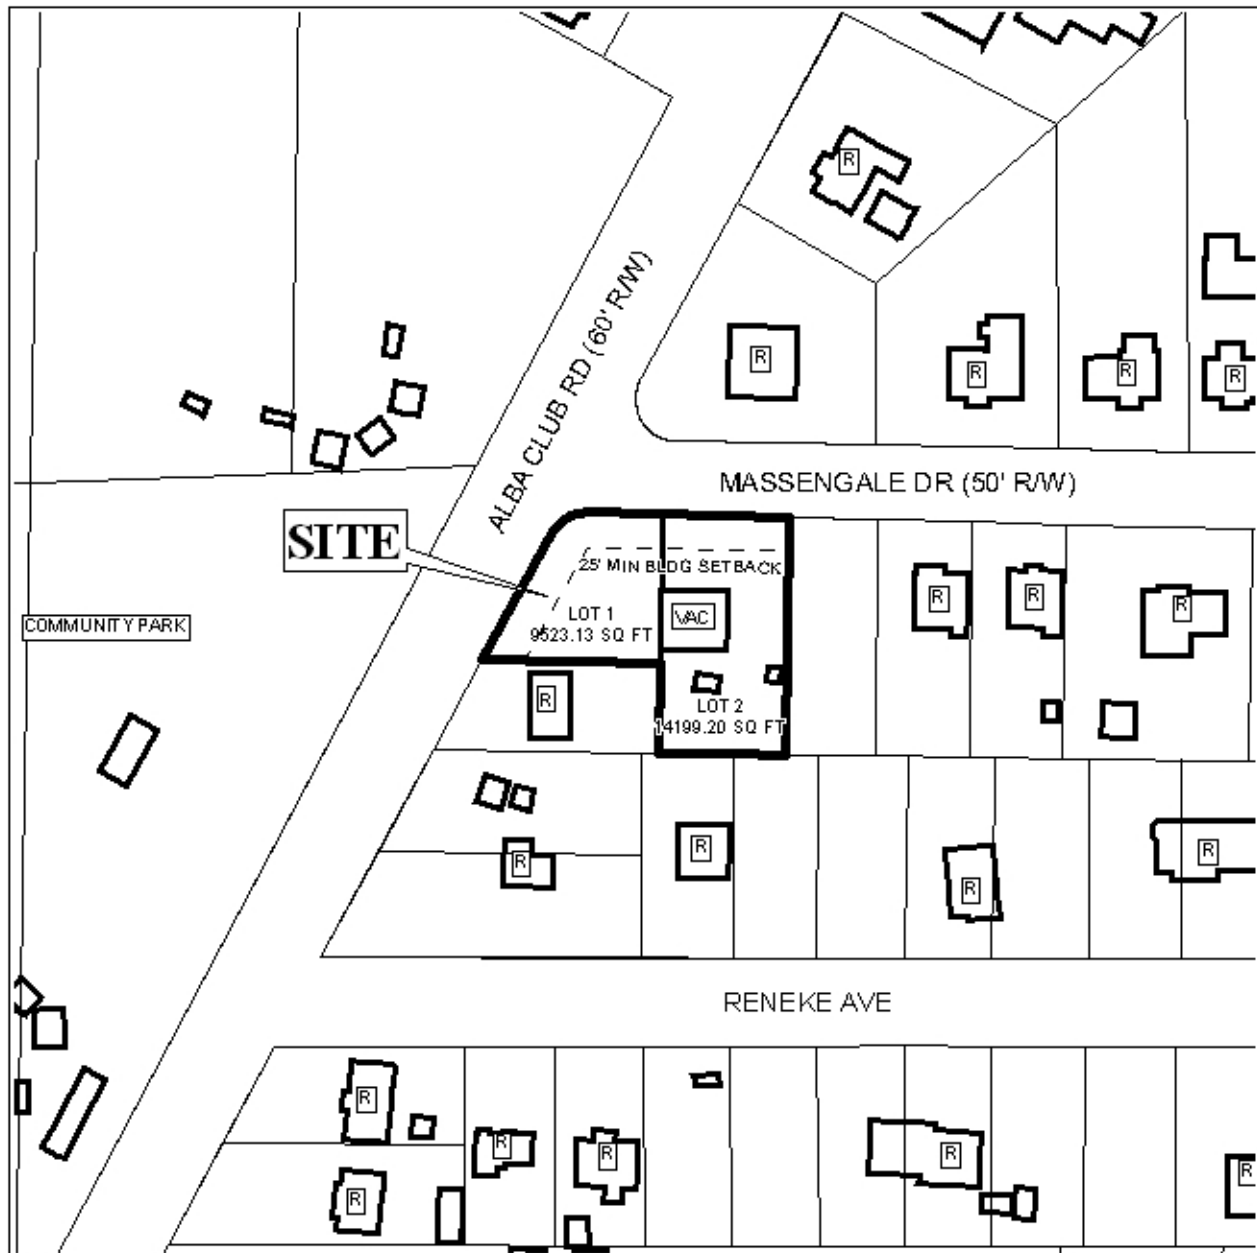 R
R
R
R
R
ALBA CLUB RD (60' R/W)
MASSENGALE DR (50' R/W)
SITE
25' MIN BLDG SETBACK
LOT 1
9523.13 SQ FT
VAC
R
R
R
COMMUNITY PARK
R
LOT 2
14199.20 SQ FT
R
R
R
R
RENEKE AVE
R
R
R
R
R
R